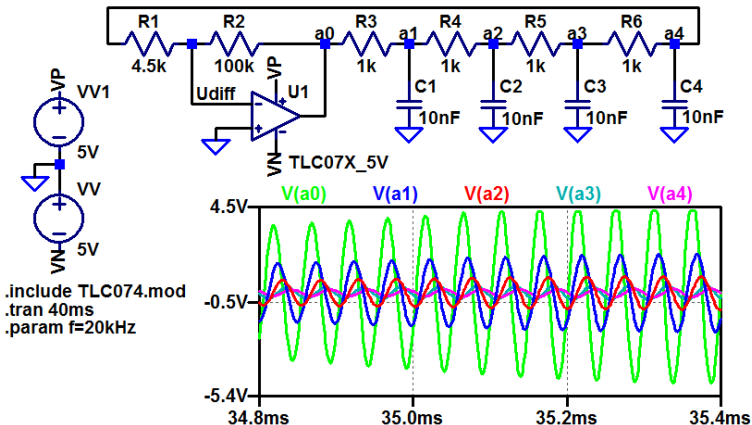 R1 R2 a0 R3 a1 R4 a2 R5 a3 R6 a4
4.5k 100k 1k 1k 1k 1k
VP
VP
Udiff
U1
C1 C2 C3 C4
VV1
10nF 10nF 10nF 10nF
VN
TLC07X_5V
5V
VV
5V
VN
V(a0) V(a1) V(a2) V(a3) V(a4)
4.5V
-0.5V
-5.4V
34.8ms 35.0ms 35.2ms 35.4ms
.include TLC074.mod
.tran 40ms
.param f=20kHz